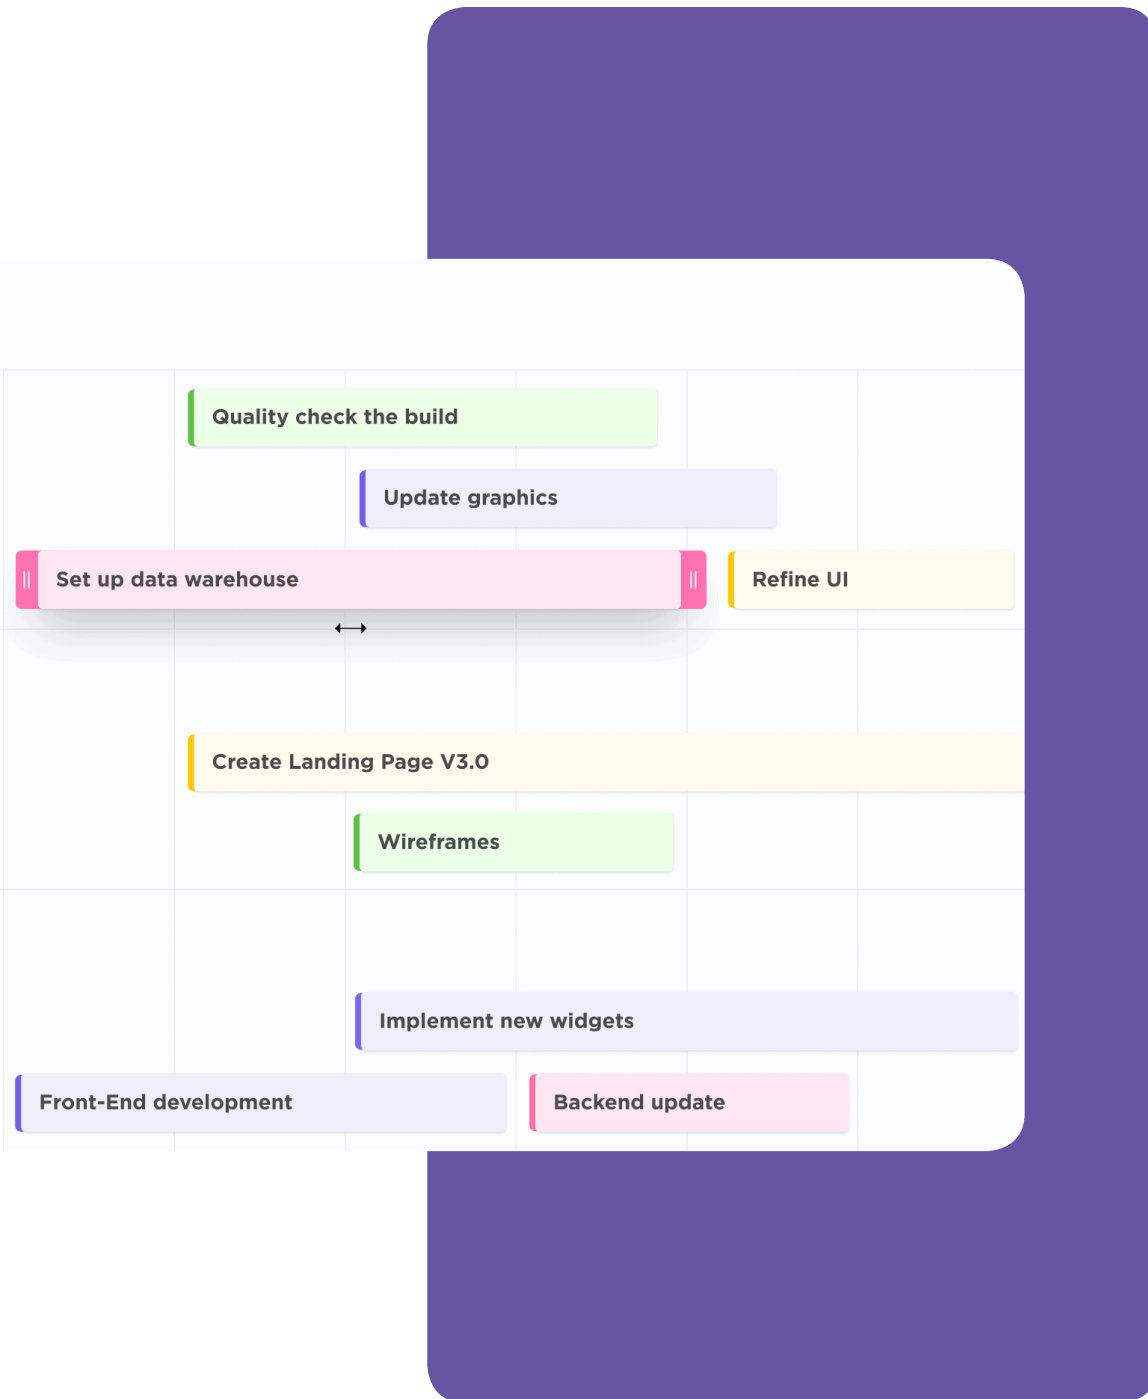 Quality check the build
Update graphics
Set up data warehouse
Refine UI
Create Landing Page V3.0
Wireframes
Implement new widgets
Front-End development
Backend update